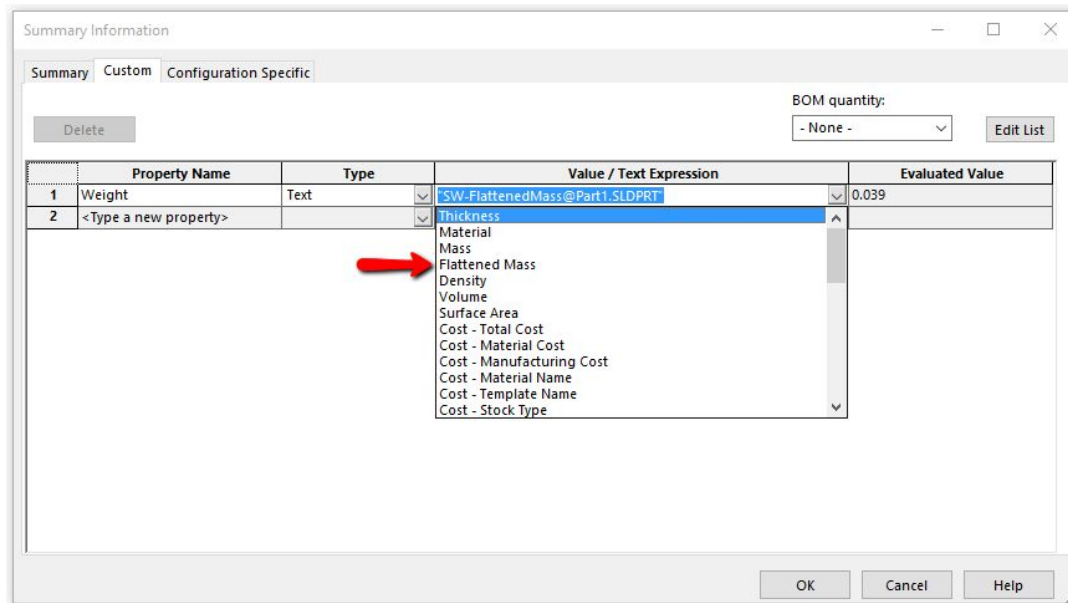 Summary Information
Summary Custom Configuration Specific
BOM quantity:
Delete - None - Edit List
Property Name Type Value / Text Expression Evaluated Value
1 Weight Text "SW-FlattenedMass@Part1.SLDPRT" 0.039
2 <Type a new property> Thickness
Material
Mass
Flattened Mass
Density
Volume
Surface Area
Cost - Total Cost
Cost - Material Cost
Cost - Manufacturing Cost
Cost - Material Name
Cost - Template Name
Cost - Stock Type
OK Cancel Help